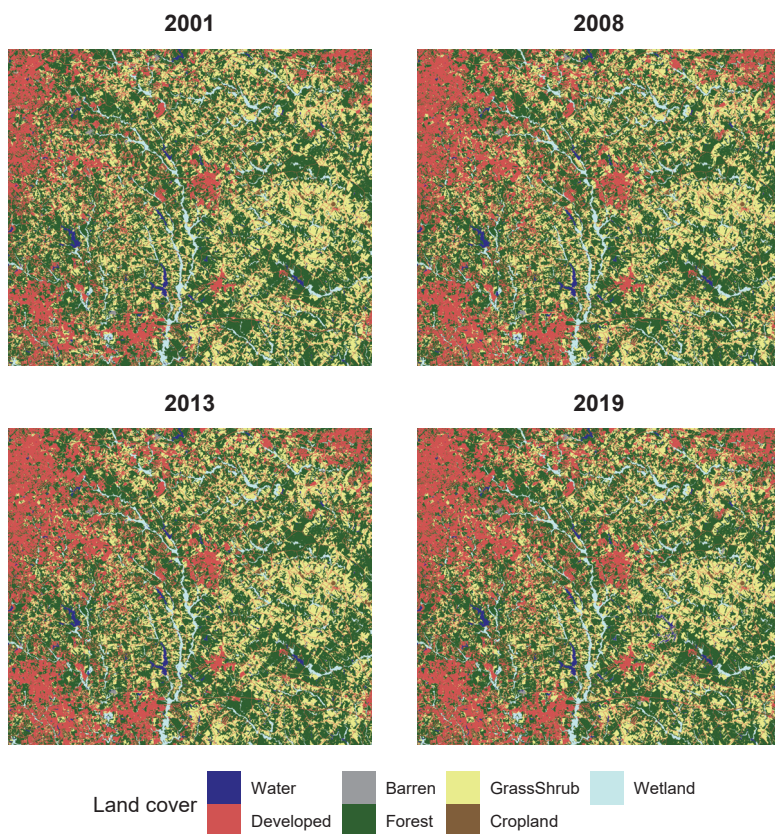 2001 2008
2013 2019
Land cover
Water Barren GrassShrub Wetland
Developed Forest Cropland